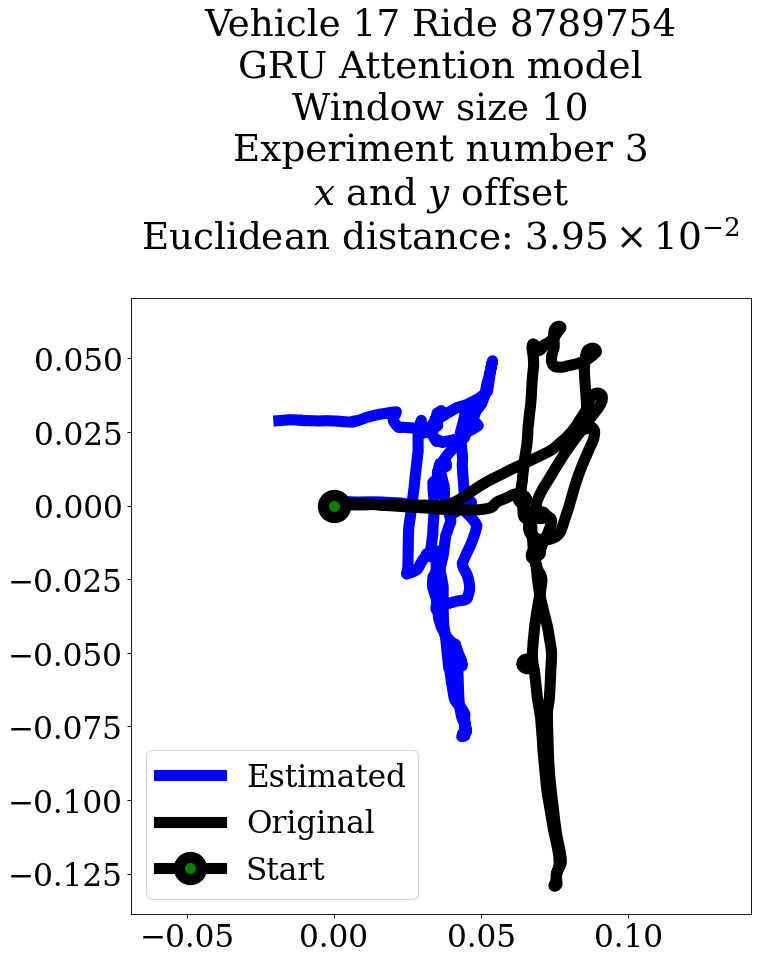 Vehicle 17 Ride 8789754
GRU Attention model
Window size 10
Experiment number 3
x and y offset
Euclidean distance: 3.95 × 10⁻²
0.050
0.025
0.000
−0.025
−0.050
−0.075
−0.100
−0.125
Estimated
Original
Start
−0.05 0.00 0.05 0.10